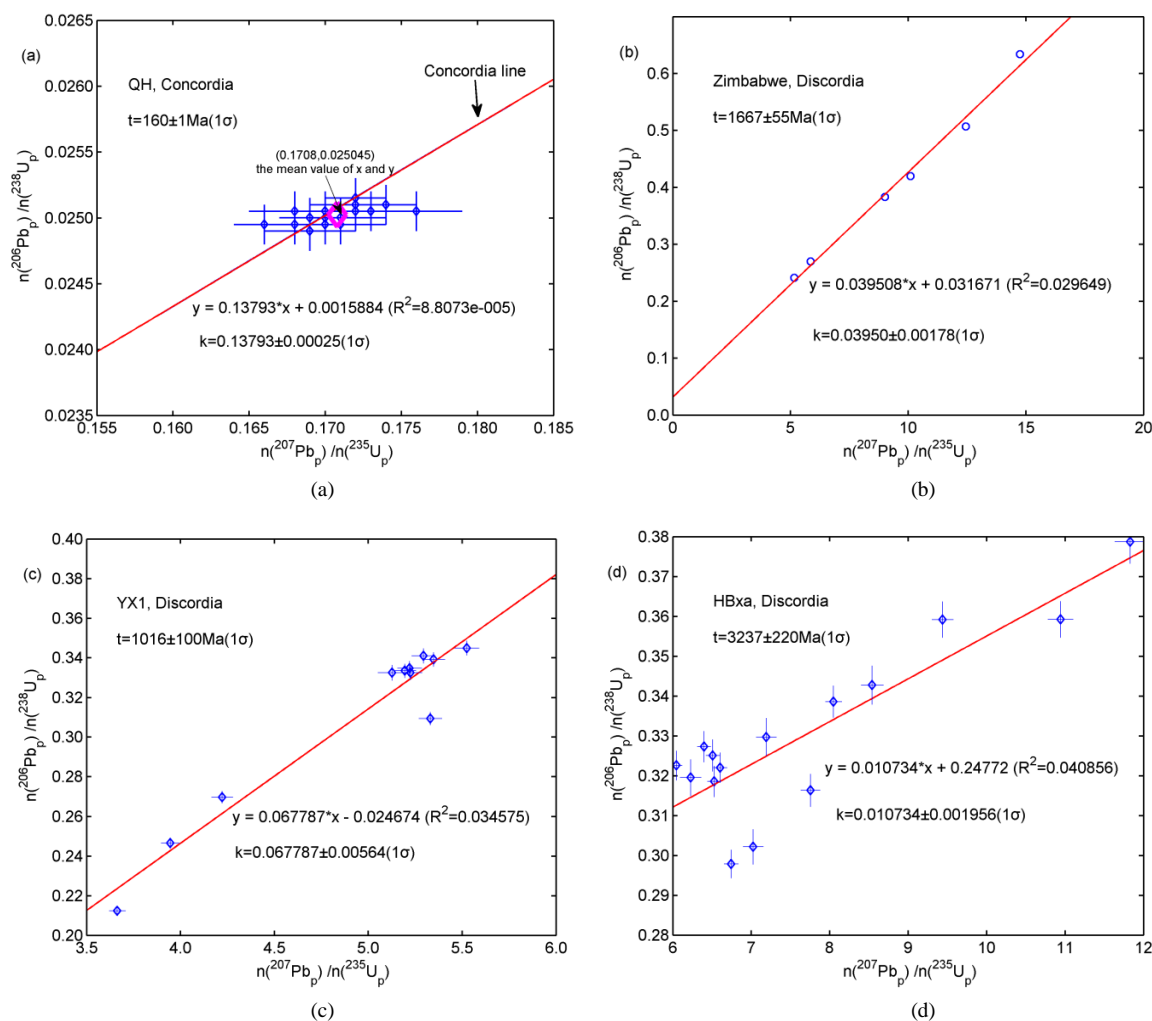 (a)
QH, Concordia
t=160±1Ma(1σ)
Concordia line
(0.1708,0.025045)
the mean value of x and y
y = 0.13793*x + 0.0015884 (R²=8.8073e-005)
k=0.13793±0.00025(1σ)
0.0265
0.0260
0.0255
0.0250
0.0245
0.0240
0.0235
0.155 0.160 0.165 0.170 0.175 0.180 0.185
n(²⁰⁶Pbₚ) /n(²³⁸Uₚ)
n(²⁰⁷Pbₚ) /n(²³⁵Uₚ)
(a)
(b)
Zimbabwe, Discordia
t=1667±55Ma(1σ)
y = 0.039508*x + 0.031671 (R²=0.029649)
k=0.03950±0.00178(1σ)
0.6
0.5
0.4
0.3
0.2
0.1
0.0
0 5 10 15 20
n(²⁰⁶Pbₚ) /n(²³⁸Uₚ)
n(²⁰⁷Pbₚ) /n(²³⁵Uₚ)
(b)
(c)
YX1, Discordia
t=1016±100Ma(1σ)
y = 0.067787*x - 0.024674 (R²=0.034575)
k=0.067787±0.00564(1σ)
0.40
0.38
0.36
0.34
0.32
0.30
0.28
0.26
0.24
0.22
0.20
3.5 4.0 4.5 5.0 5.5 6.0
n(²⁰⁶Pbₚ) /n(²³⁸Uₚ)
n(²⁰⁷Pbₚ) /n(²³⁵Uₚ)
(c)
(d)
HBxa, Discordia
t=3237±220Ma(1σ)
y = 0.010734*x + 0.24772 (R²=0.040856)
k=0.010734±0.001956(1σ)
0.38
0.37
0.36
0.35
0.34
0.33
0.32
0.31
0.30
0.29
0.28
6 7 8 9 10 11 12
n(²⁰⁶Pbₚ) /n(²³⁸Uₚ)
n(²⁰⁷Pbₚ) /n(²³⁵Uₚ)
(d)